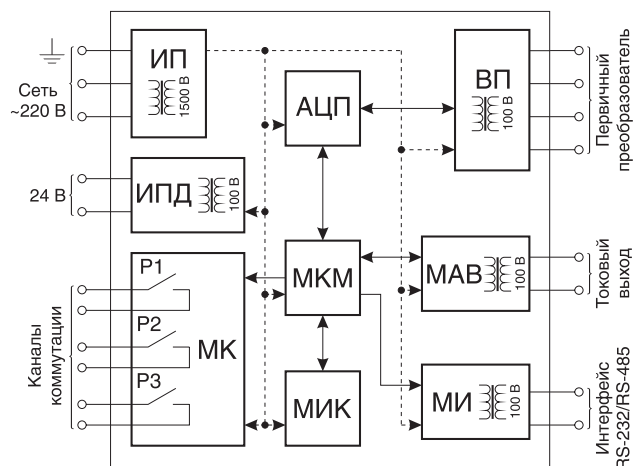 Сеть
~220 В
ИП
1500 В
АЦП
ВП
100 В
Первичный
преобразователь
24 В
ИПД
100 В
МКМ
МАВ
100 В
Токовый
выход
Каналы
коммутации
Р1
Р2
Р3
МК
МИК
МИ
100 В
Интерфейс
RS-232/RS-485